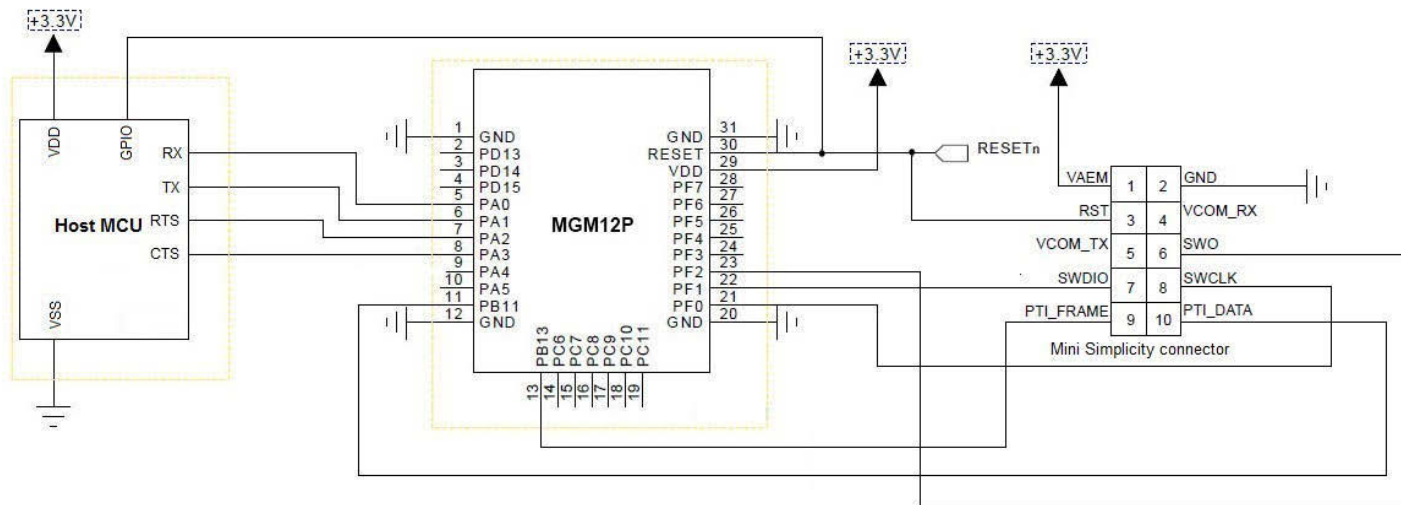 +3.3V
+3.3V
+3.3V
VDD
GPIO
RX
TX
RTS
CTS
VSS
Host MCU
1 GND
2 PD13
3 PD14
4 PD15
5 PA0
6 PA1
7 PA2
8 PA3
9 PA4
10 PA5
11 PB11
12 GND
MGM12P
GND 31
RESET 30
VDD 29
PF7 28
PF6 27
PF5 26
PF4 25
PF3 24
PF2 23
PF1 22
PF0 21
GND 20
PB13 PC6 PC7 PC8 PC9 PC10 PC11
13 14 15 16 17 18 19
RESETn
VAEM 1 2 GND
RST 3 4 VCOM_RX
VCOM_TX 5 6 SWO
SWDIO 7 8 SWCLK
PTI_FRAME 9 10 PTI_DATA
Mini Simplicity connector